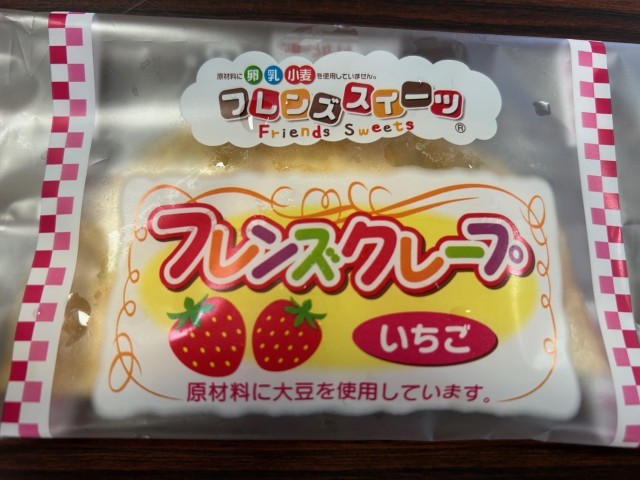 原材料に 卵 乳 小麦 を使用していません。
フレンズスイーツ
Friends Sweets®
フレンズクレープ
いちご
原材料に大豆を使用しています。